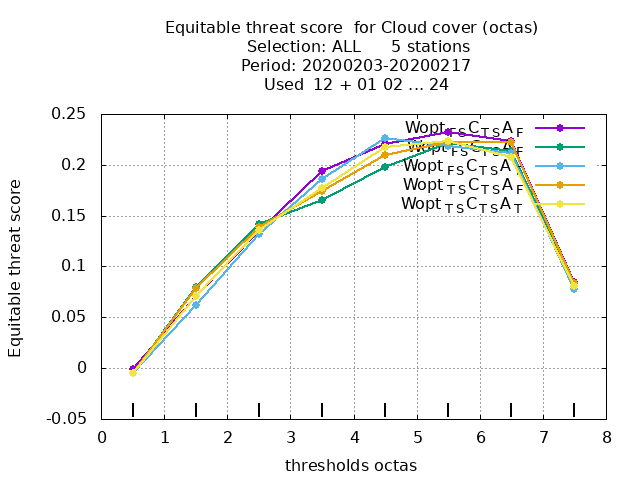 Equitable threat score for Cloud cover (octas)
Selection: ALL 5 stations
Period: 20200203-20200217
Used 12 + 01 02 ... 24
Equitable threat score
0.25
0.2
0.15
0.1
0.05
0
-0.05
Wopt FS C TS A F
Wopt FS C TS A F
Wopt FS C TS A T
Wopt TS C TS A F
Wopt TS C TS A T
0 1 2 3 4 5 6 7 8
thresholds octas